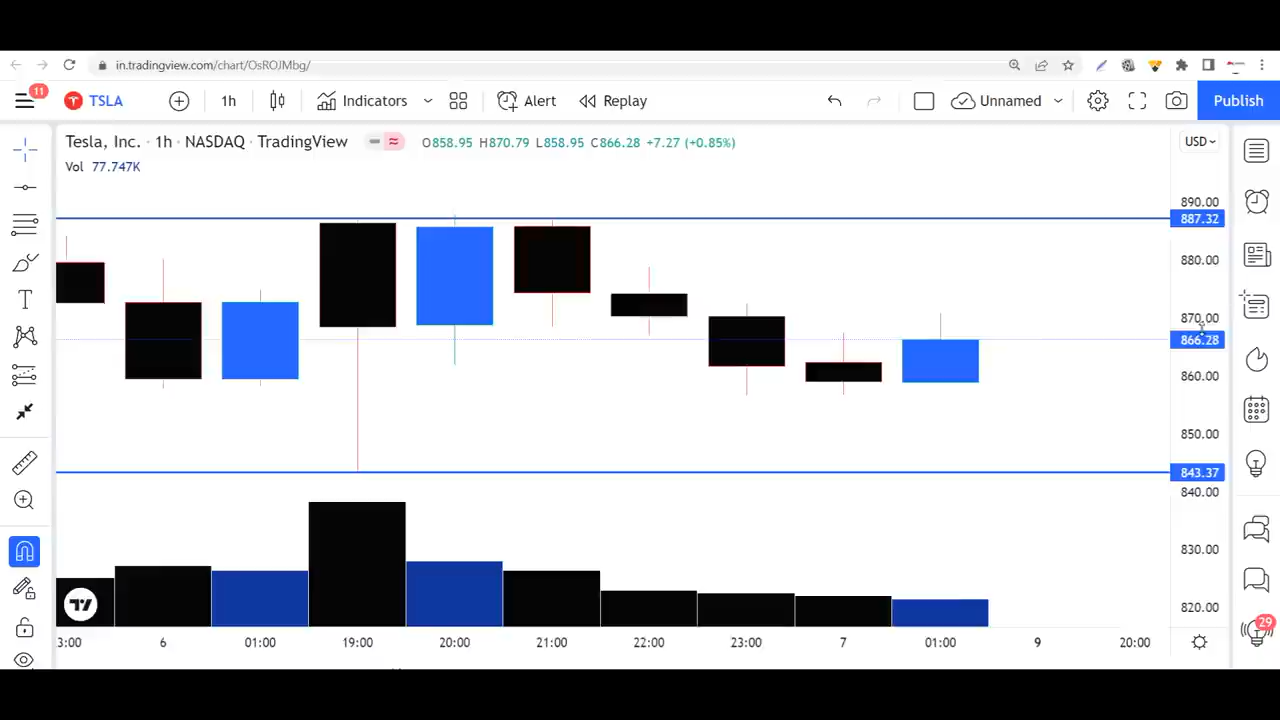 in.tradingview.com/chart/OsROJMbg/
11
TSLA
1h
Indicators
Alert
Replay
Unnamed
Publish
Tesla, Inc. · 1h · NASDAQ · TradingView
O858.95 H870.79 L858.95 C866.28 +7.27 (+0.85%)
USD
Vol 77.747K
890.00
887.32
880.00
870.00
866.28
860.00
850.00
843.37
840.00
830.00
820.00
29
3:00 6 01:00 19:00 20:00 21:00 22:00 23:00 7 01:00 9 20:00